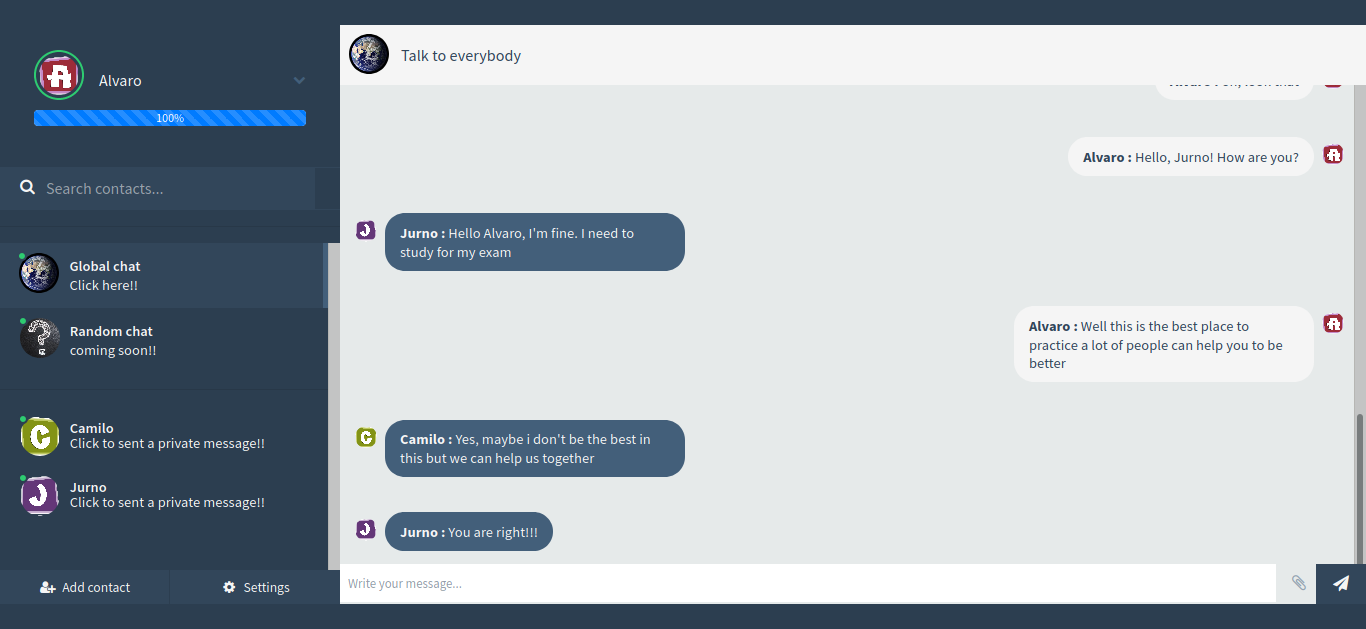 Alvaro
100%
Search contacts...
Global chat
Click here!!
Random chat
coming soon!!
Camilo
Click to sent a private message!!
Jurno
Click to sent a private message!!
Add contact
Settings
Talk to everybody
Alvaro : Hello, Jurno! How are you?
Jurno : Hello Alvaro, I'm fine. I need to
study for my exam
Alvaro : Well this is the best place to
practice a lot of people can help you to be
better
Camilo : Yes, maybe i don't be the best in
this but we can help us together
Jurno : You are right!!!
Write your message...